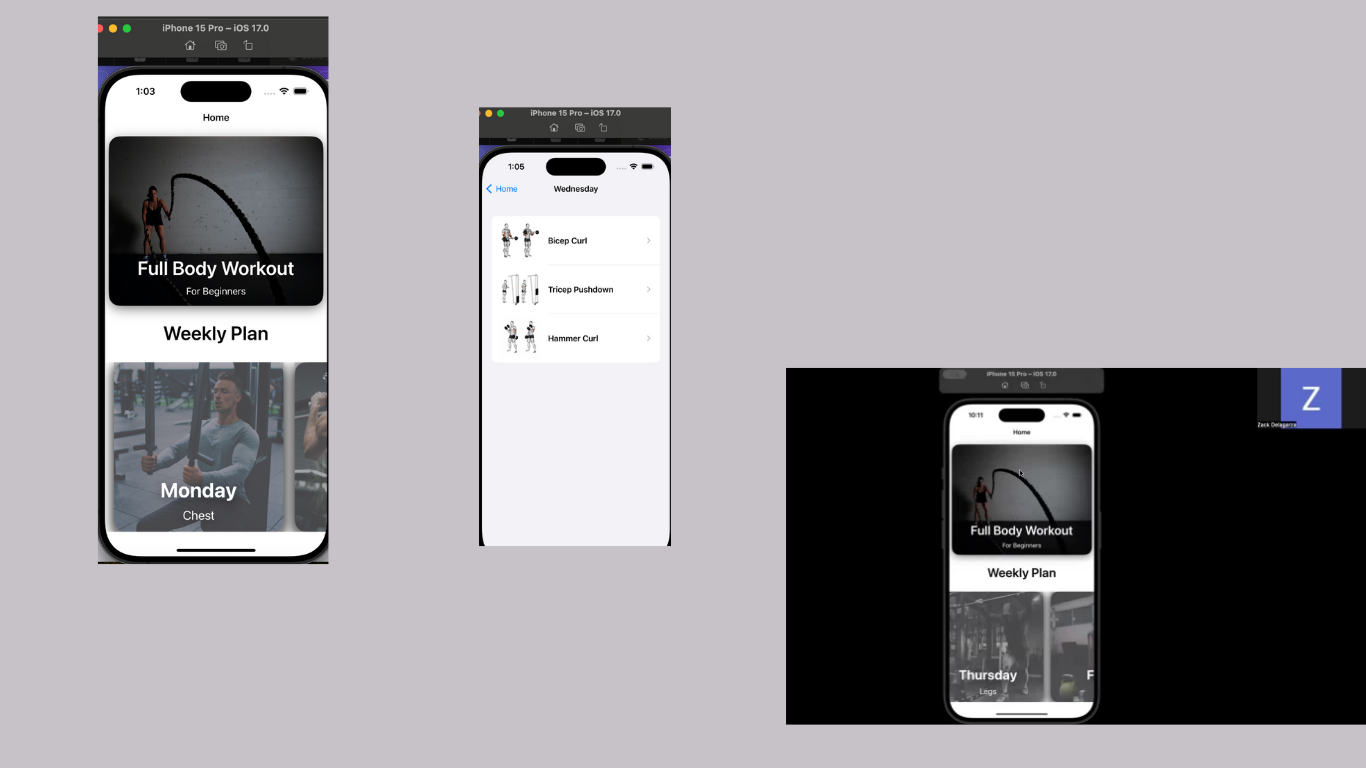 iPhone 15 Pro – iOS 17.0
1:03
Home
Full Body Workout
For Beginners
Weekly Plan
Monday
Chest
iPhone 15 Pro – iOS 17.0
1:05
Home
Wednesday
Bicep Curl
Tricep Pushdown
Hammer Curl
iPhone 15 Pro – iOS 17.0
10:11
Home
Full Body Workout
For Beginners
Weekly Plan
Thursday
F
Legs
Z
Zack Delagarza